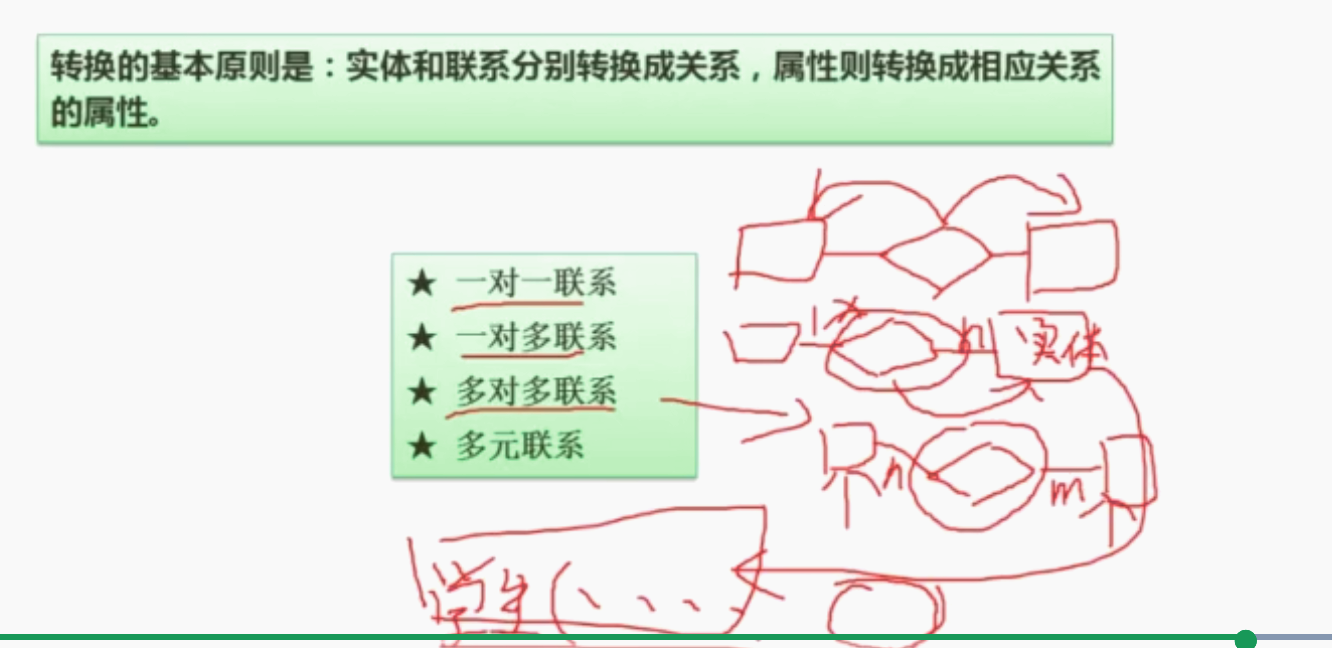 转换的基本原则是：实体和联系分别转换成关系，属性则转换成相应关系
的属性。
★ 一对一联系
★ 一对多联系
★ 多对多联系
★ 多元联系
1 n 实体
n m
学生(